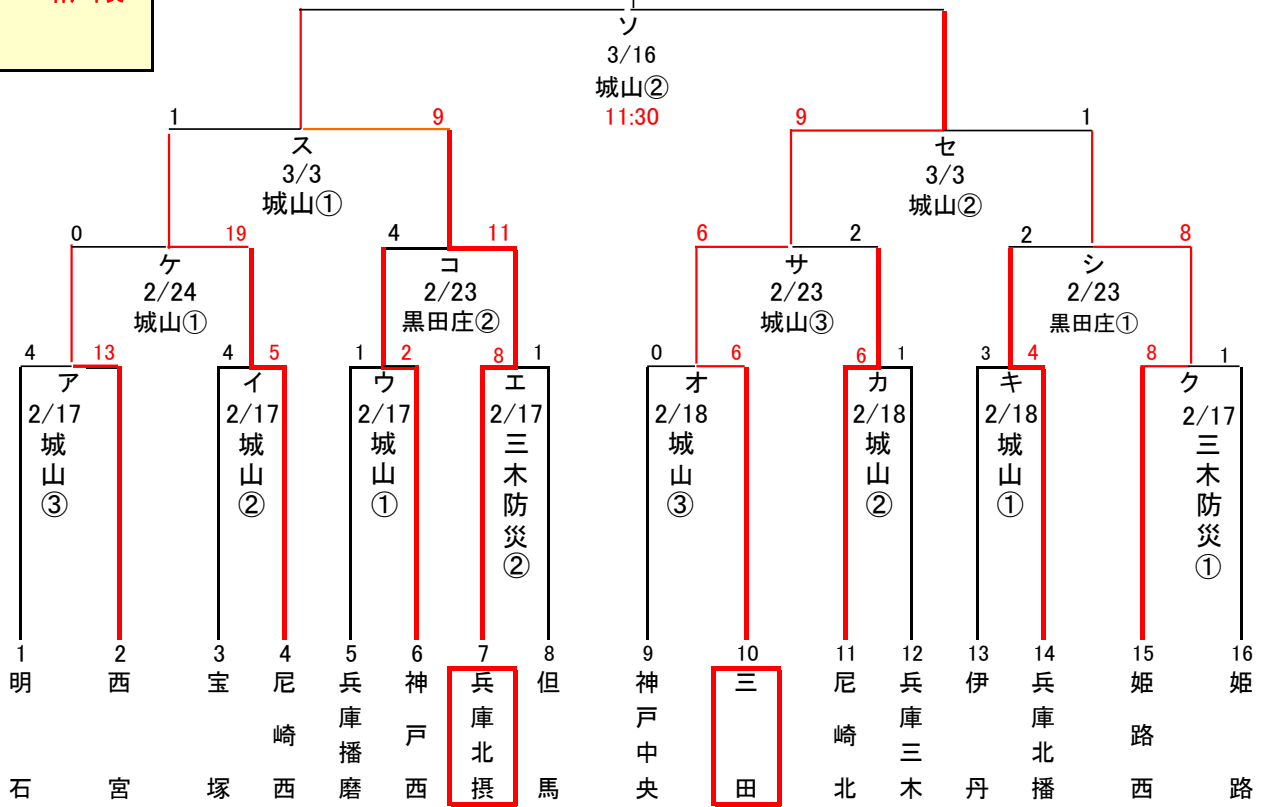 ソ
3/16
城山②
11:30
1 9 9 1
ス セ
3/3 3/3
城山① 城山②
0 19 4 11 6 2 2 8
ケ コ サ シ
2/24 2/23 2/23 2/23
城山① 黒田庄② 城山③ 黒田庄①
4 13 4 5 1 2 8 1 0 6 6 1 3 4 8 1
ア イ ウ エ オ カ キ ク
2/17 2/17 2/17 2/17 2/18 2/18 2/18 2/17
城山③ 城山② 城山① 三木防災② 城山③ 城山② 城山① 三木防災①
1 2 3 4 5 6 7 8 9 10 11 12 13 14 15 16
明石 西宮 宝塚 尼崎西 兵庫播磨 神戸西 兵庫北摂 但馬 神戸中央 三田 尼崎北 兵庫三木 伊丹 兵庫北播 姫路西 姫路